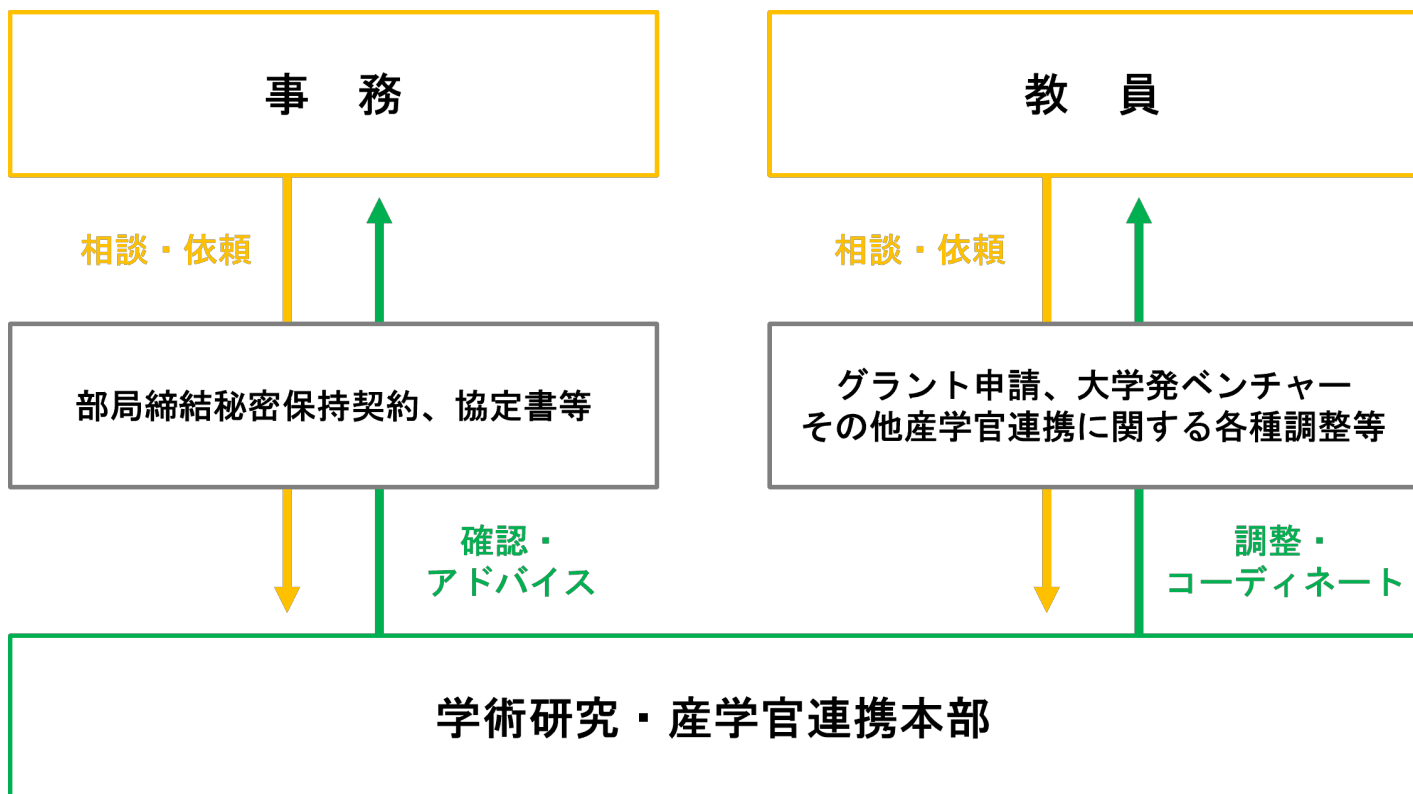 事　務
教　員
相談・依頼
相談・依頼
部局締結秘密保持契約、協定書等
グラント申請、大学発ベンチャー
その他産学官連携に関する各種調整等
確認・
アドバイス
調整・
コーディネート
学術研究・産学官連携本部